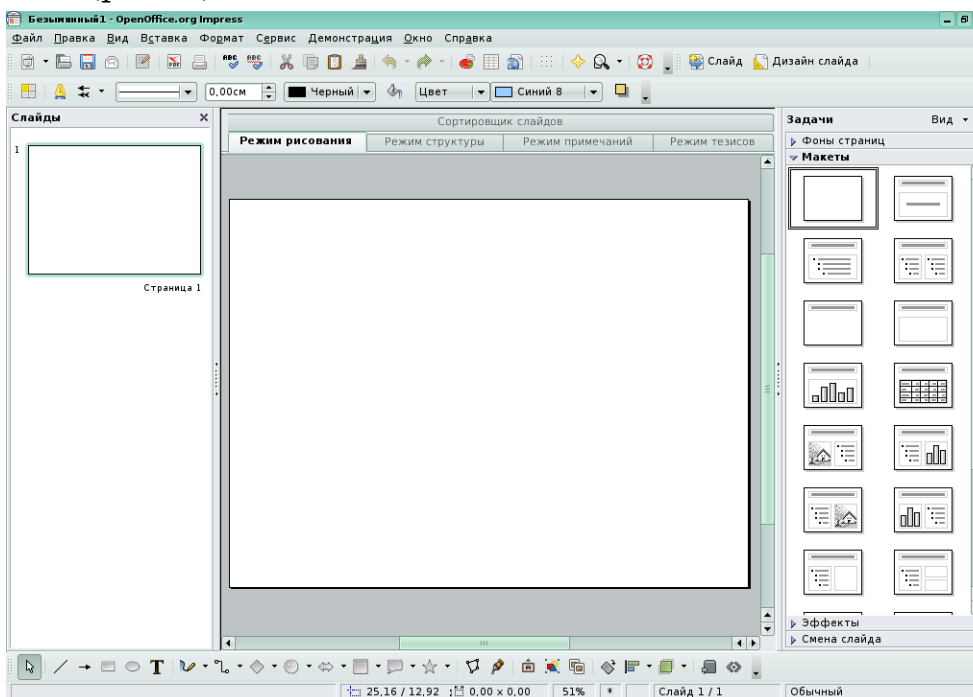 Безымянный1 - OpenOffice.org Impress
Файл Правка Вид Вставка Формат Сервис Демонстрация Окно Справка
PDF ABC ABC Слайд Дизайн слайда
0,00см Черный Цвет Синий 8
Слайды
Сортировщик слайдов
Задачи Вид
Режим рисования Режим структуры Режим примечаний Режим тезисов
Фоны страниц
Макеты
1
Страница 1
Эффекты
Смена слайда
T
25,16 / 12,92 0,00 x 0,00 51% * Слайд 1 / 1 Обычный